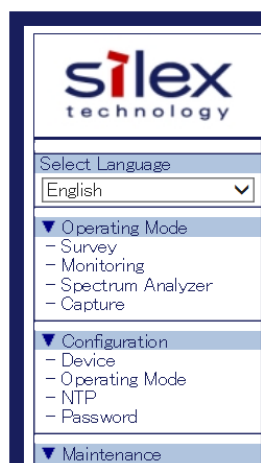 silex
technology
Select Language
English
▼ Operating Mode
- Survey
- Monitoring
- Spectrum Analyzer
- Capture
▼ Configuration
- Device
- Operating Mode
- NTP
- Password
▼ Maintenance